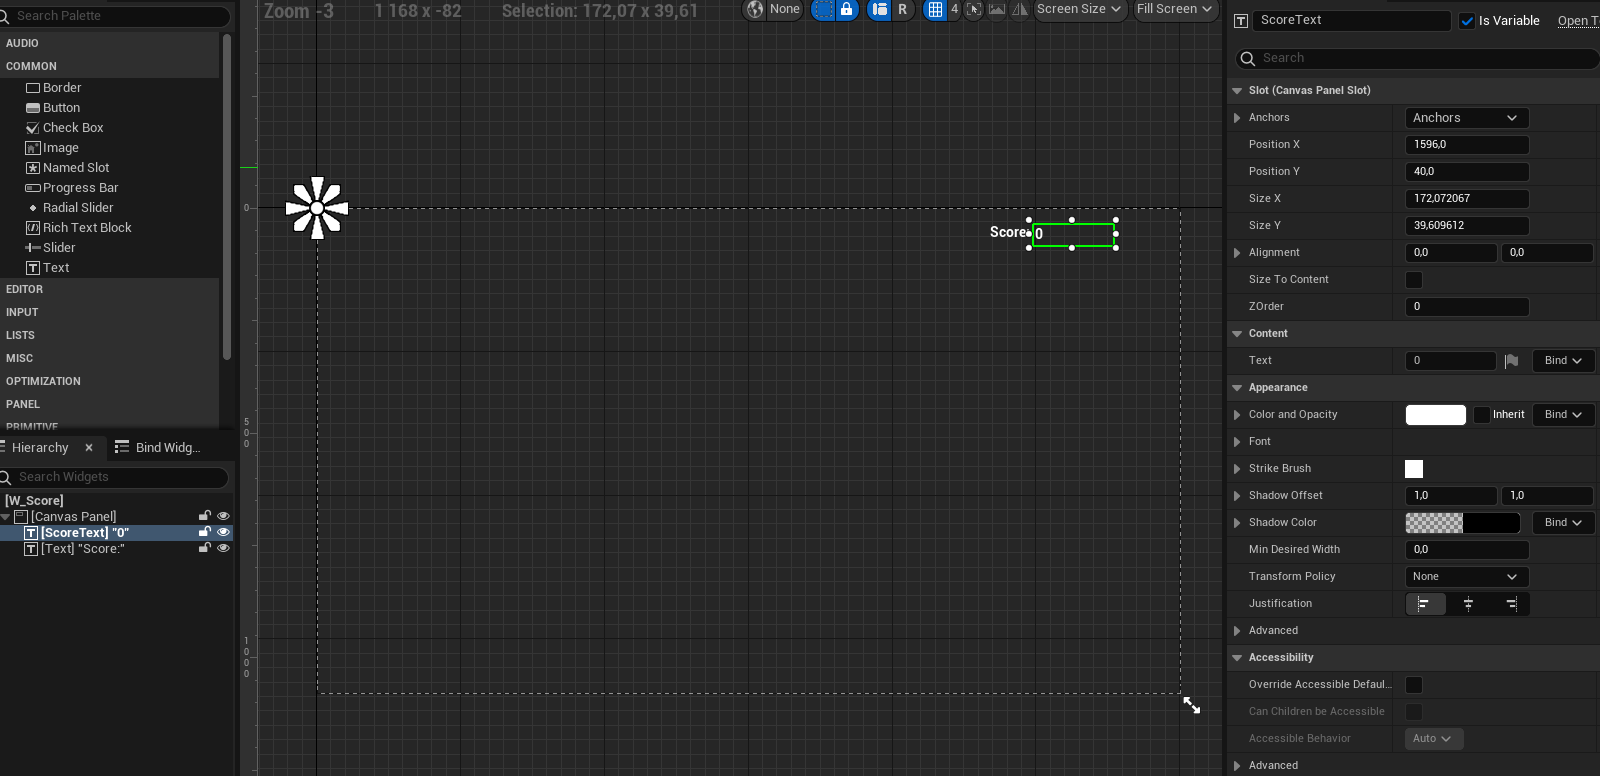 Zoom -3
1 168 x -82
Selection: 172,07 x 39,61
None
R
4
Screen Size
Fill Screen
Search Palette
AUDIO
COMMON
Border
Button
Check Box
Image
Named Slot
Progress Bar
Radial Slider
Rich Text Block
Slider
Text
EDITOR
INPUT
LISTS
MISC
OPTIMIZATION
PANEL
PRIMITIVE
Hierarchy
Bind Widg...
Search Widgets
[W_Score]
[Canvas Panel]
[ScoreText] "0"
[Text] "Score:"
0
500
1000
Score
0
ScoreText
Is Variable
Open T
Search
Slot (Canvas Panel Slot)
Anchors
Anchors
Position X
1596,0
Position Y
40,0
Size X
172,072067
Size Y
39,609612
Alignment
0,0
0,0
Size To Content
ZOrder
0
Content
Text
0
Bind
Appearance
Color and Opacity
Inherit
Bind
Font
Strike Brush
Shadow Offset
1,0
1,0
Shadow Color
Bind
Min Desired Width
0,0
Transform Policy
None
Justification
Advanced
Accessibility
Override Accessible Defaul...
Can Children be Accessible
Accessible Behavior
Auto
Advanced